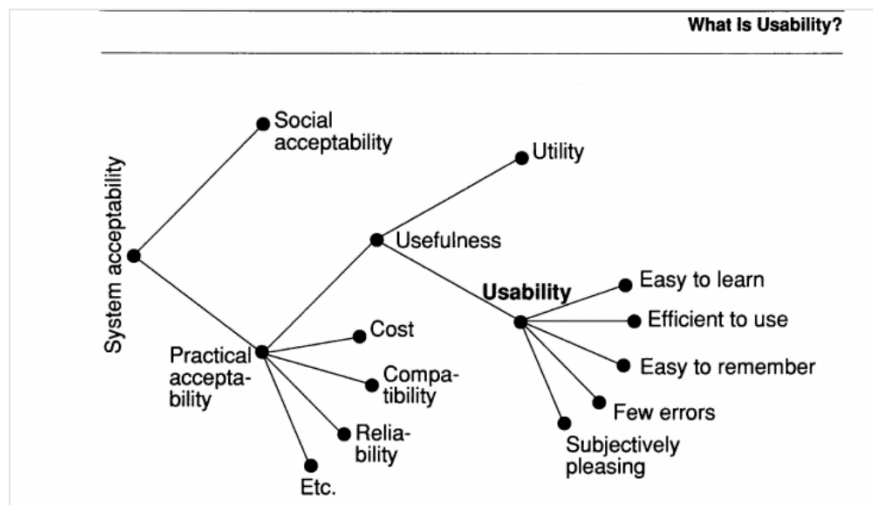 What Is Usability?
Social
acceptability
Utility
System acceptability
Usefulness
Usability
Easy to learn
Efficient to use
Cost
Practical
accepta-
bility
Compa-
tibility
Easy to remember
Few errors
Relia-
bility
Subjectively
pleasing
Etc.